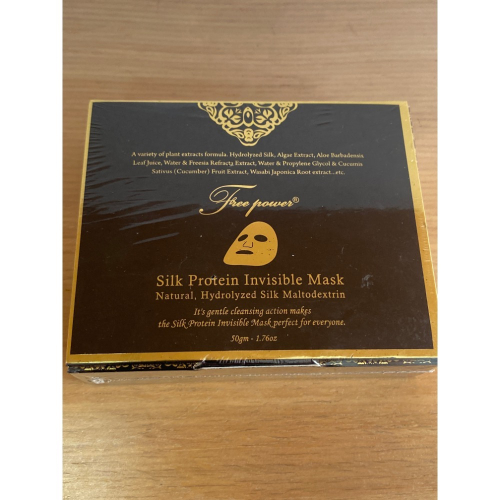 A variety of plant extracts formula. Hydrolyzed Silk, Algae Extract, Aloe Barbadensis
Leaf Juice, Water & Freesia Refracta Extract, Water & Propylene Glycol & Cucumis
Sativus (Cucumber) Fruit Extract, Wasabi Japonica Root extract...etc.
Free power®
Silk Protein Invisible Mask
Natural, Hydrolyzed Silk Maltodextrin
It's gentle cleansing action makes
the Silk Protein Invisible Mask perfect for everyone.
50gm - 1.76oz